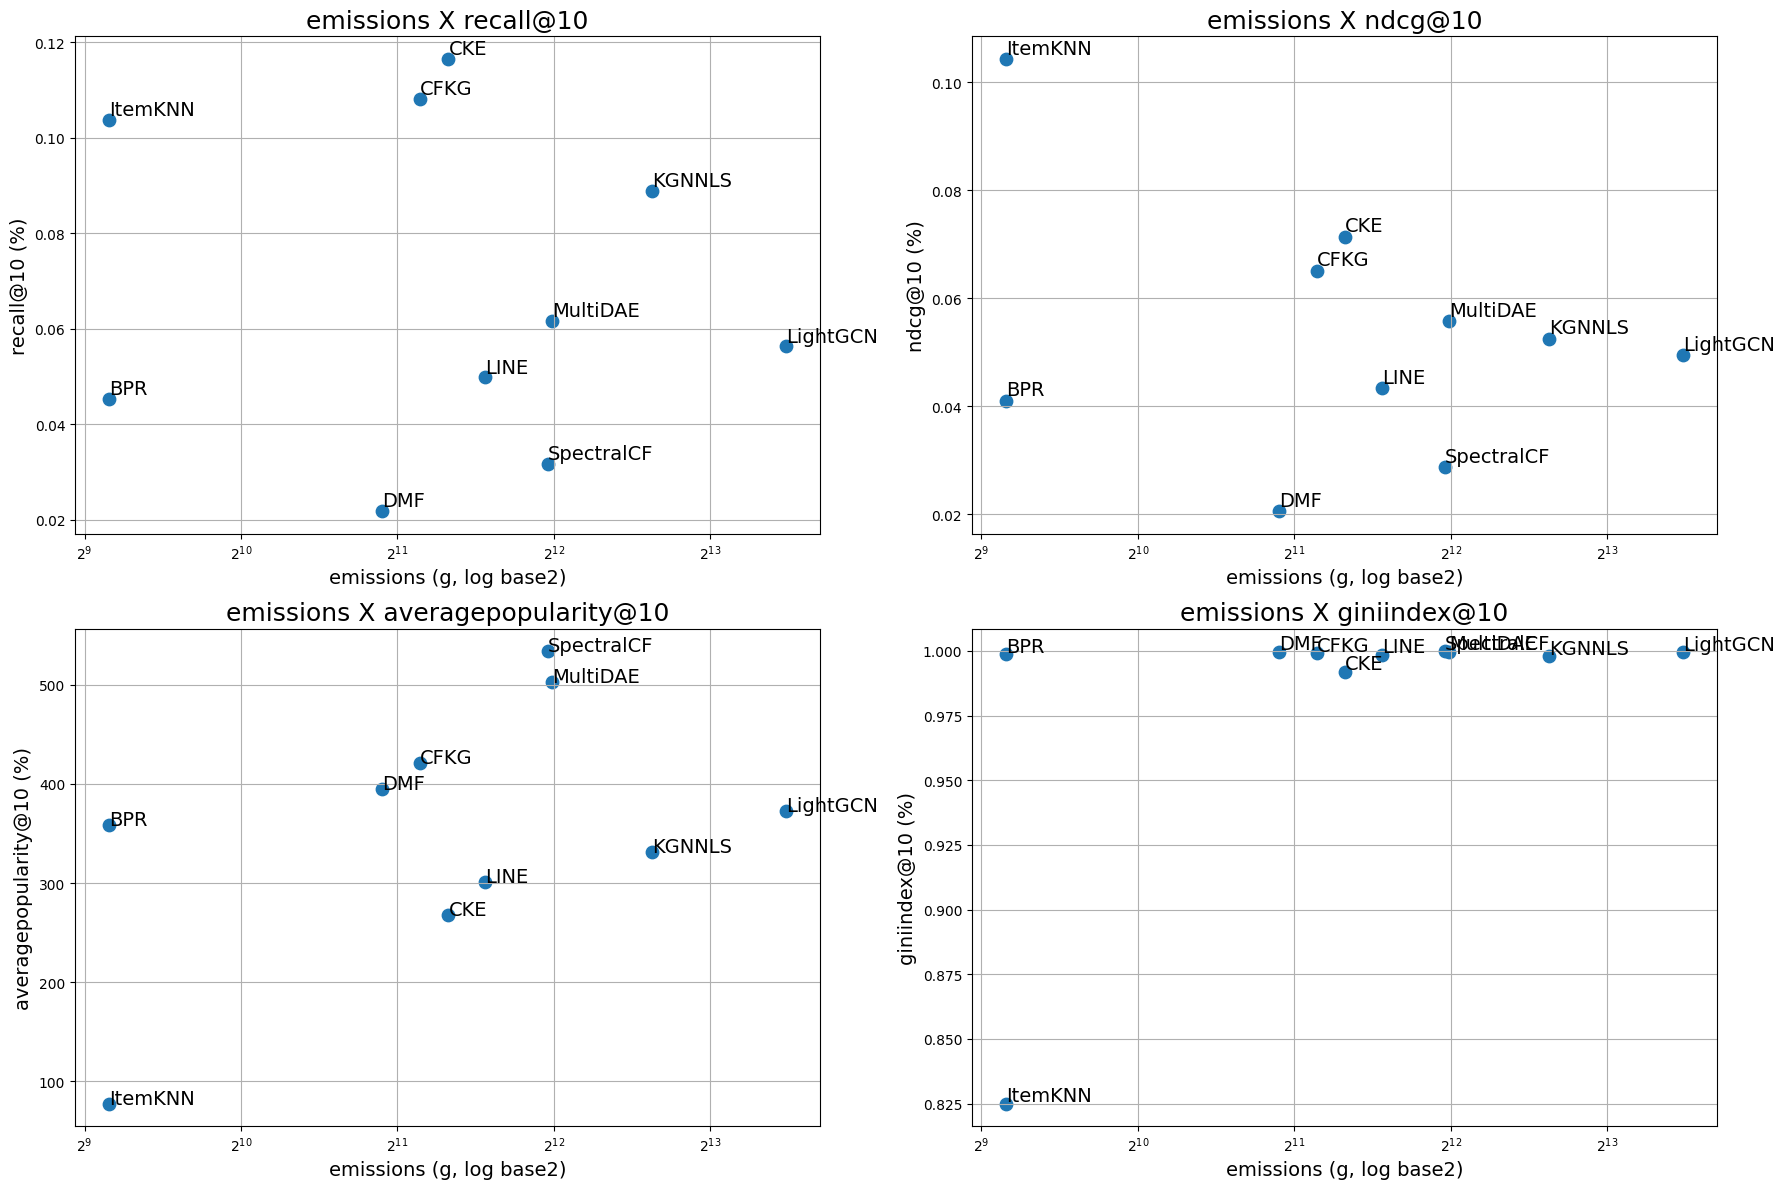 emissions X recall@10
recall@10 (%)
0.12
0.10
0.08
0.06
0.04
0.02
CKE
CFKG
ItemKNN
KGNNLS
MultiDAE
LightGCN
LINE
BPR
SpectralCF
DMF
2^9 2^10 2^11 2^12 2^13
emissions (g, log base2)
emissions X ndcg@10
ndcg@10 (%)
0.10
0.08
0.06
0.04
0.02
ItemKNN
CKE
CFKG
MultiDAE
KGNNLS
LightGCN
LINE
BPR
SpectralCF
DMF
2^9 2^10 2^11 2^12 2^13
emissions (g, log base2)
emissions X averagepopularity@10
averagepopularity@10 (%)
500
400
300
200
100
SpectralCF
MultiDAE
CFKG
DMF
BPR
LightGCN
KGNNLS
LINE
CKE
ItemKNN
2^9 2^10 2^11 2^12 2^13
emissions (g, log base2)
emissions X giniindex@10
giniindex@10 (%)
1.000
0.975
0.950
0.925
0.900
0.875
0.850
0.825
BPR
DMF
CFKG
CKE
LINE
SpectralCF
MultiDAE
KGNNLS
LightGCN
ItemKNN
2^9 2^10 2^11 2^12 2^13
emissions (g, log base2)